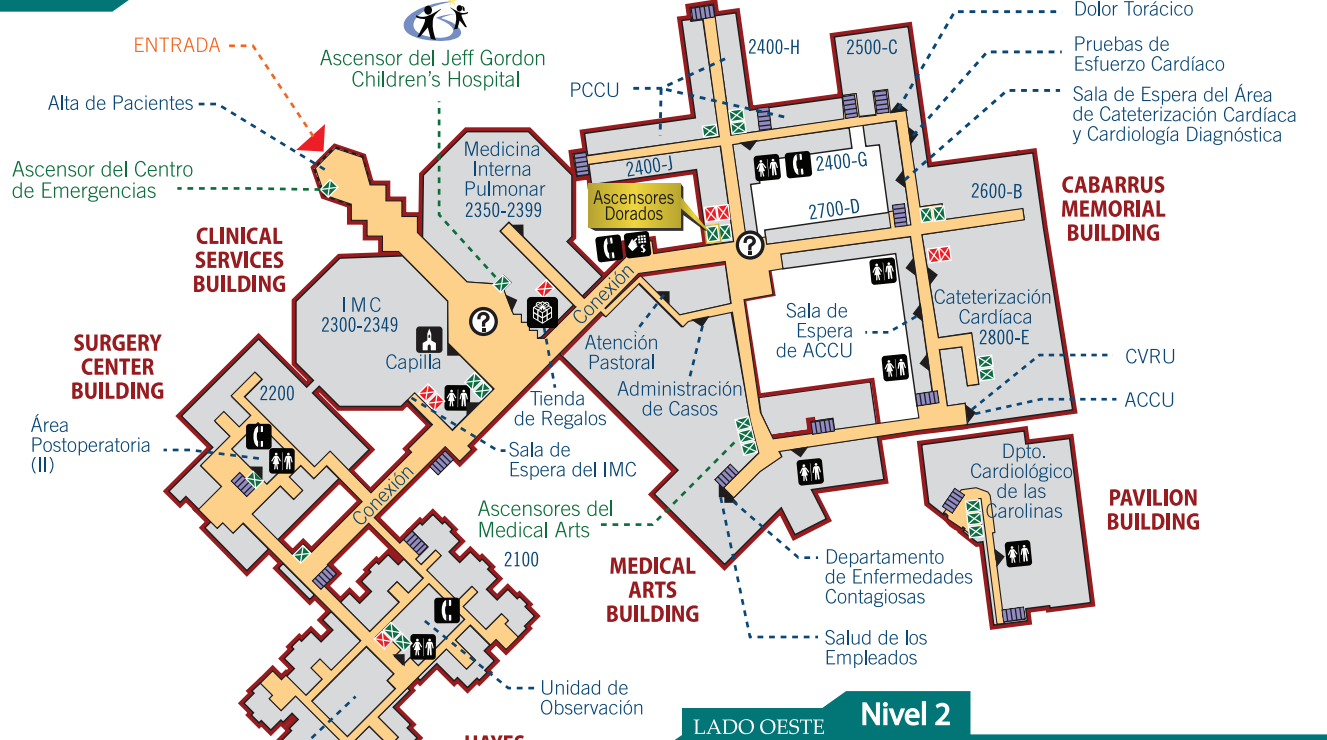 ENTRADA
Alta de Pacientes
Ascensor del Centro
de Emergencias
Ascensor del Jeff Gordon
Children's Hospital
CLINICAL
SERVICES
BUILDING
Medicina
Interna
Pulmonar
2350-2399
PCCU
2400-H
2500-C
Dolor Torácico
Pruebas de
Esfuerzo Cardíaco
Sala de Espera del Área
de Cateterización Cardíaca
y Cardiología Diagnóstica
2400-J
2400-G
2600-B
2700-D
CABARRUS
MEMORIAL
BUILDING
Ascensores
Dorados
?
?
$
Conexión
IMC
2300-2349
Capilla
SURGERY
CENTER
BUILDING
2200
Área
Postoperatoria
(II)
Tienda
de Regalos
Sala de
Espera del IMC
Conexión
Atención
Pastoral
Administración
de Casos
Sala de
Espera
de ACCU
Cateterización
Cardíaca
2800-E
CVRU
ACCU
Ascensores del
Medical Arts
2100
MEDICAL
ARTS
BUILDING
Dpto.
Cardiológico
de las
Carolinas
PAVILION
BUILDING
Departamento
de Enfermedades
Contagiosas
Salud de los
Empleados
Unidad de
Observación
HAYES
LADO OESTE
Nivel 2